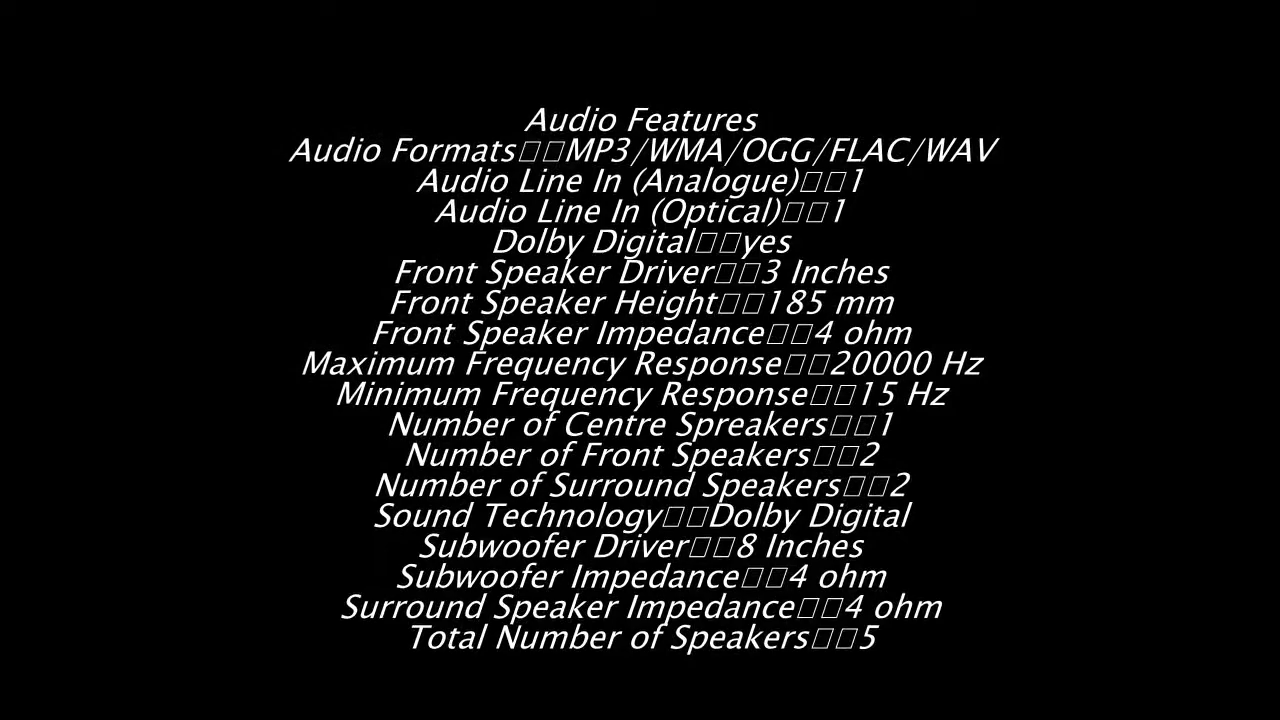 Audio Features
Audio Formats□□MP3/WMA/OGG/FLAC/WAV
Audio Line In (Analogue)□□1
Audio Line In (Optical)□□1
Dolby Digital□□yes
Front Speaker Driver□□3 Inches
Front Speaker Height□□185 mm
Front Speaker Impedance□□4 ohm
Maximum Frequency Response□□20000 Hz
Minimum Frequency Response□□15 Hz
Number of Centre Spreakers□□1
Number of Front Speakers□□2
Number of Surround Speakers□□2
Sound Technology□□Dolby Digital
Subwoofer Driver□□8 Inches
Subwoofer Impedance□□4 ohm
Surround Speaker Impedance□□4 ohm
Total Number of Speakers□□5